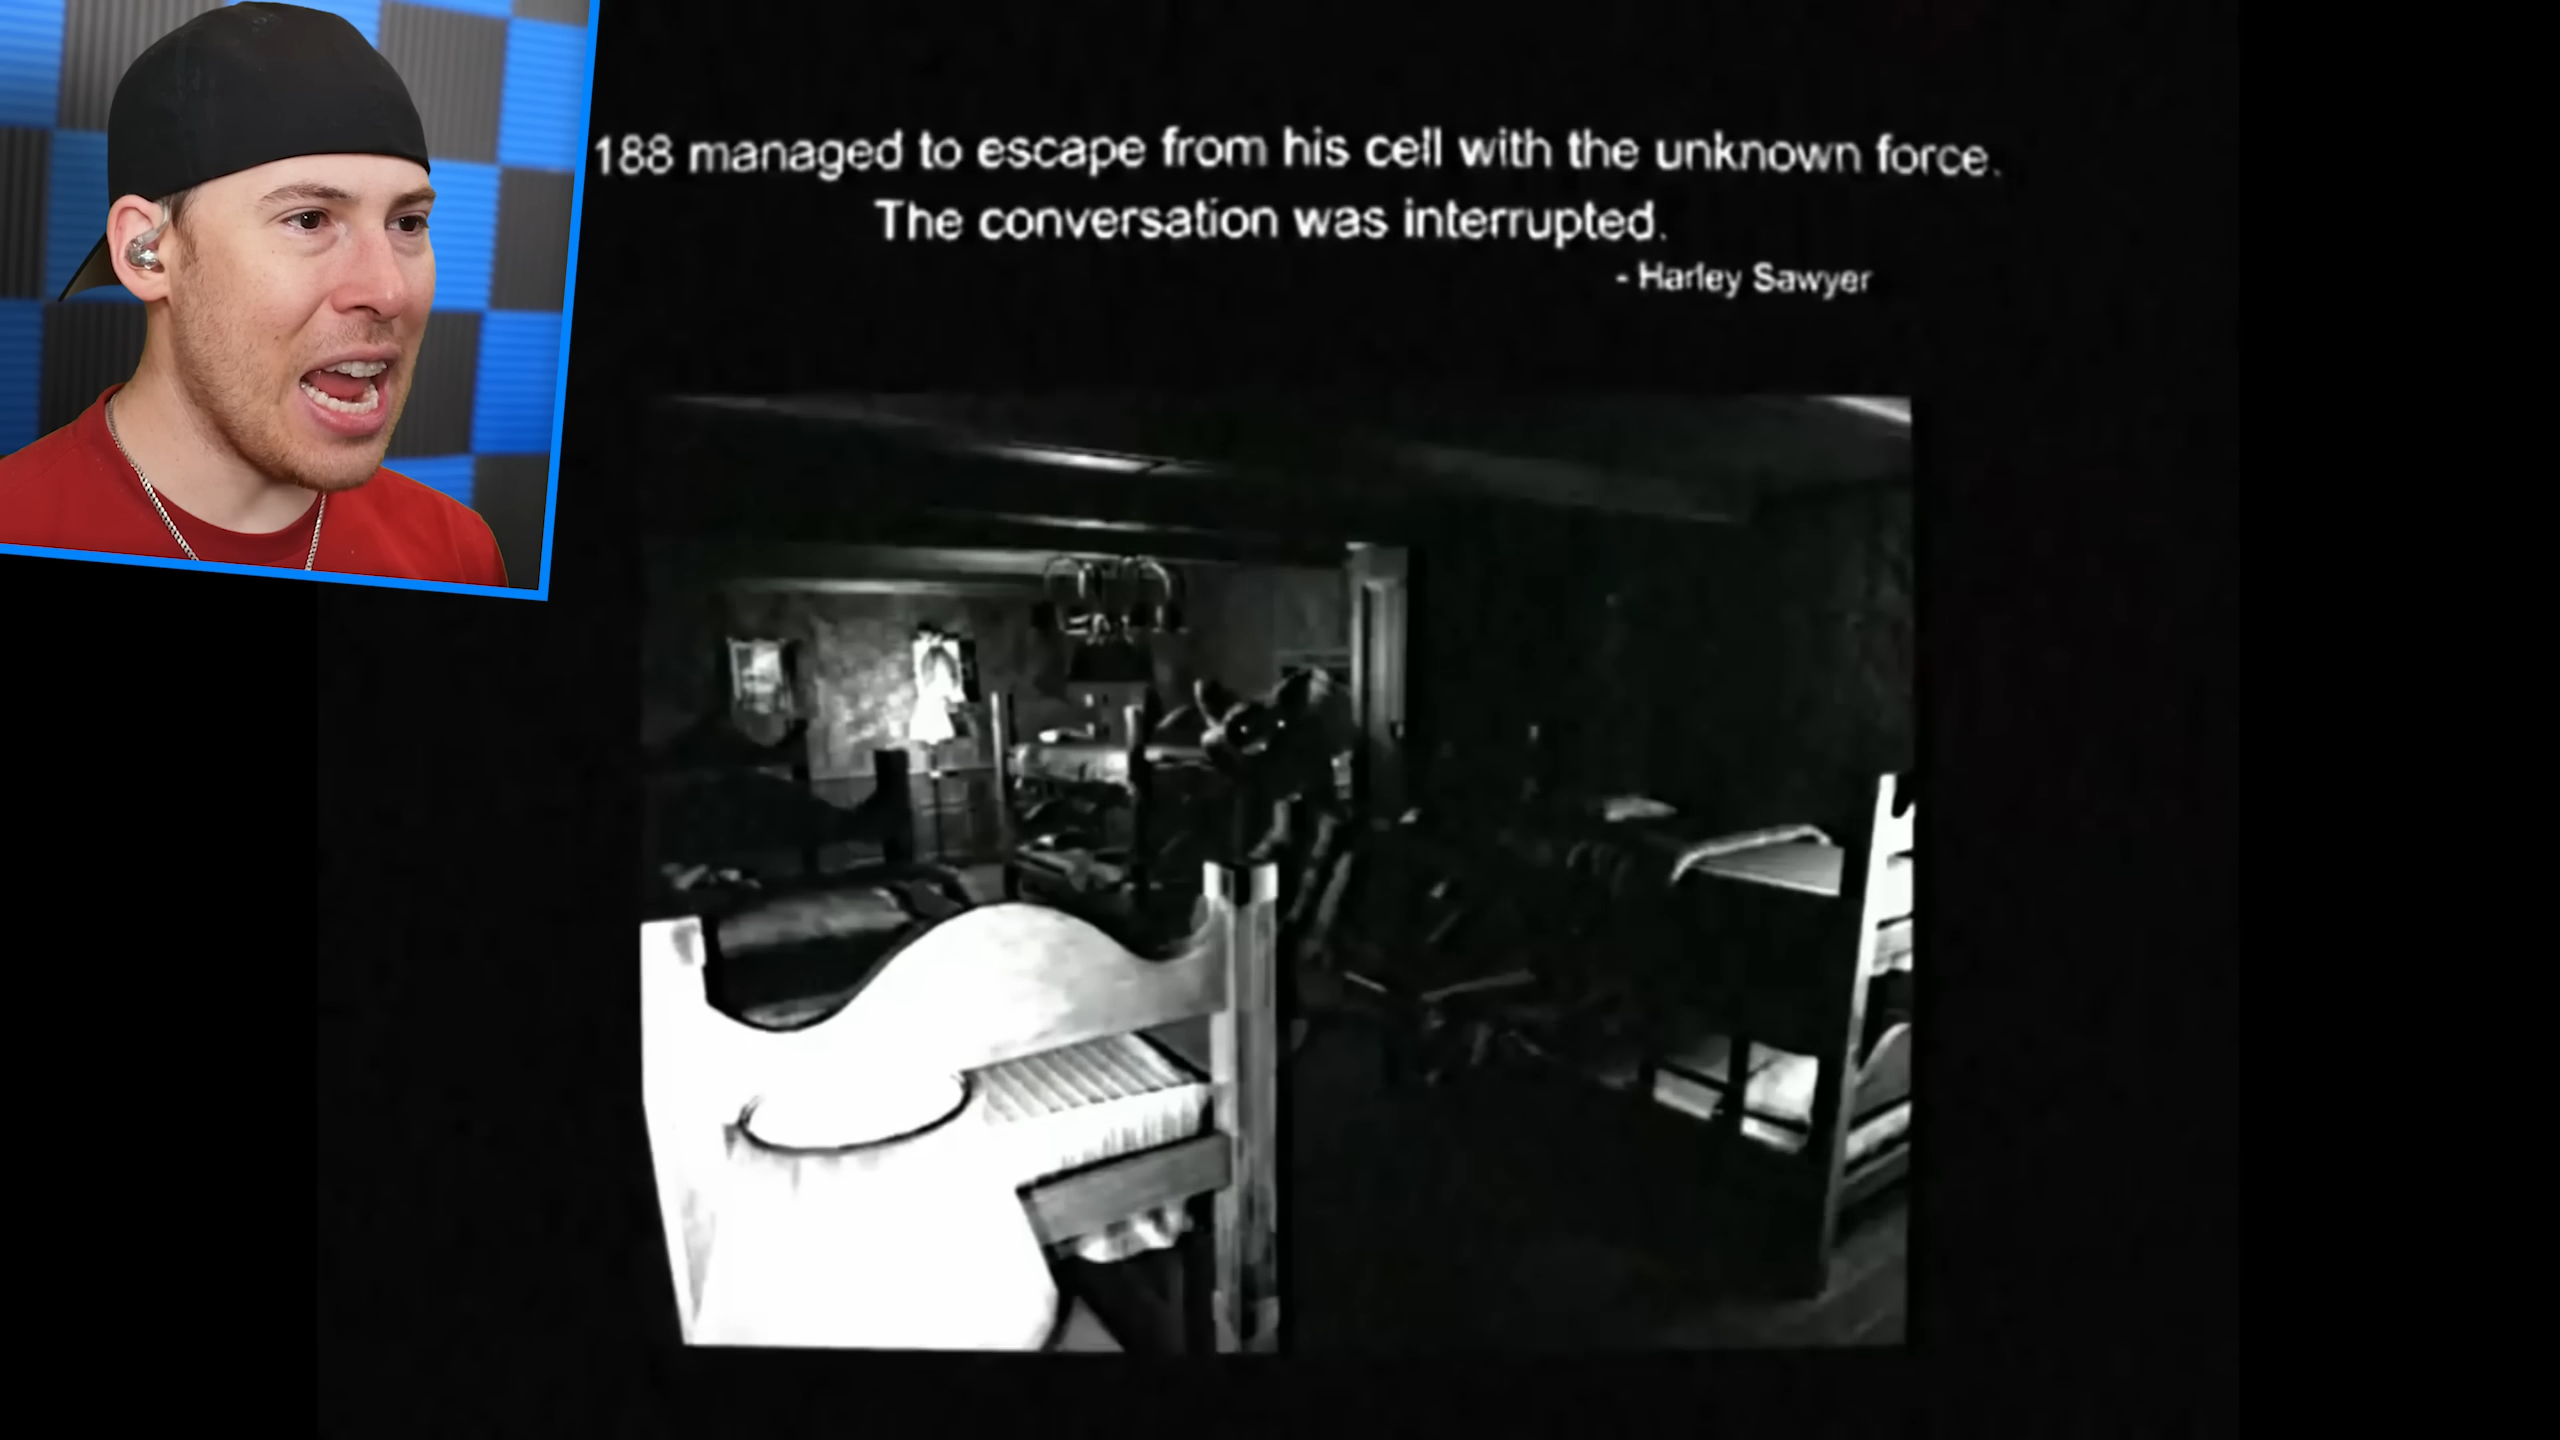 188 managed to escape from his cell with the unknown force.
The conversation was interrupted.
- Harley Sawyer